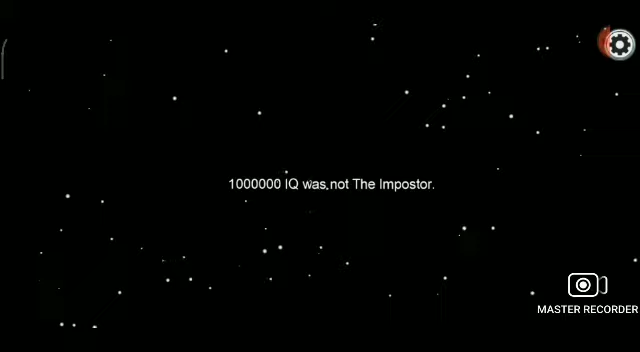 1000000 IQ was not The Impostor.
MASTER RECORDER